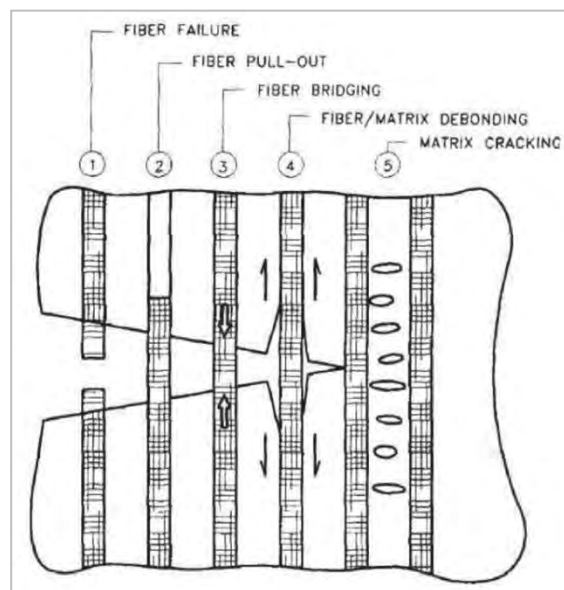 FIBER FAILURE
FIBER PULL-OUT
FIBER BRIDGING
FIBER/MATRIX DEBONDING
MATRIX CRACKING
1 2 3 4 5